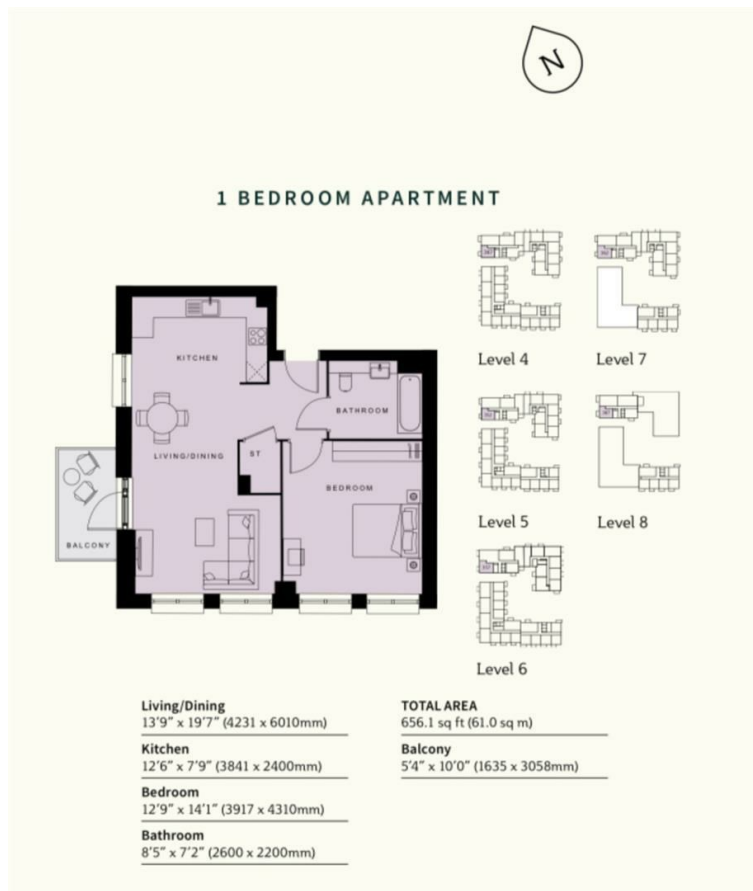 N
1 BEDROOM APARTMENT
KITCHEN
BATHROOM
LIVING/DINING
ST
BEDROOM
BALCONY
Level 4
Level 7
Level 5
Level 8
Level 6
Living/Dining
13'9" x 19'7" (4231 x 6010mm)
Kitchen
12'6" x 7'9" (3841 x 2400mm)
Bedroom
12'9" x 14'1" (3917 x 4310mm)
Bathroom
8'5" x 7'2" (2600 x 2200mm)
TOTAL AREA
656.1 sq ft (61.0 sq m)
Balcony
5'4" x 10'0" (1635 x 3058mm)